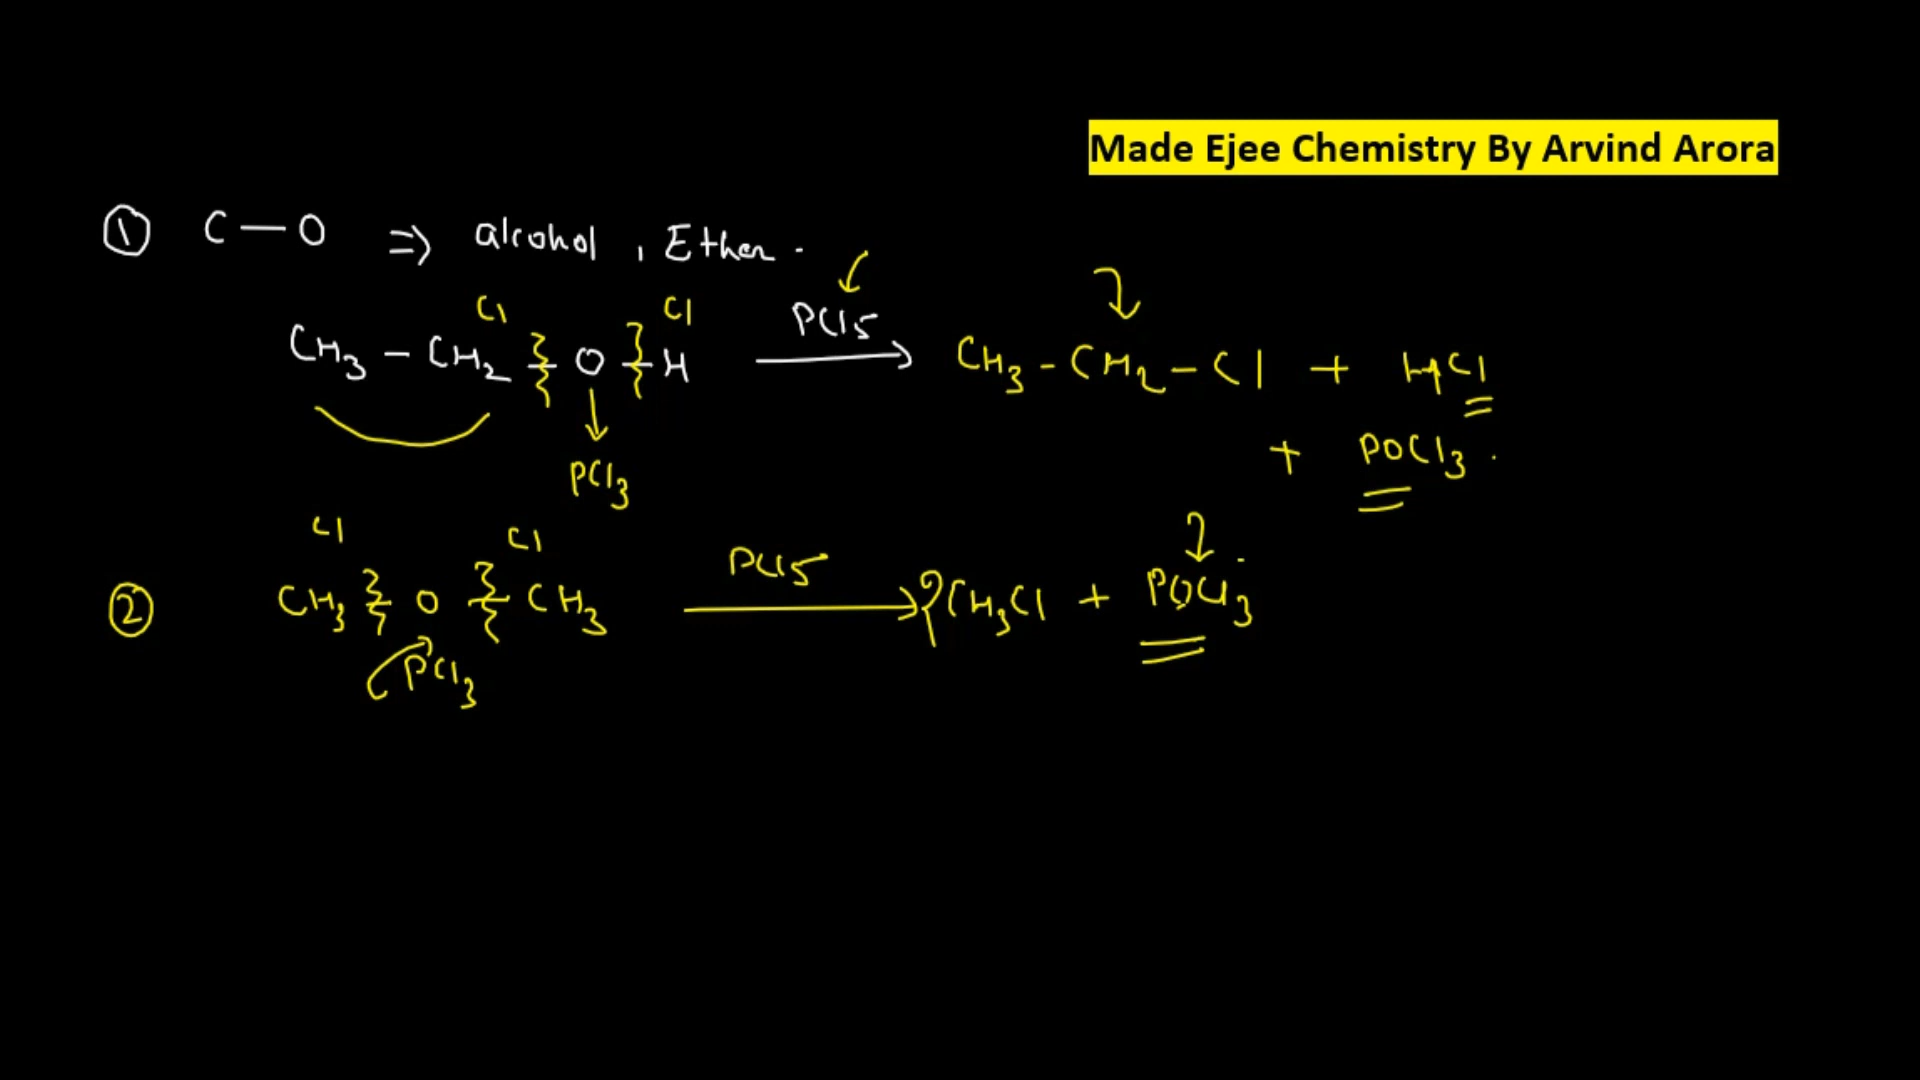 Made Ejee Chemistry By Arvind Arora
① C — O ⇒ alcohol , Ether .
Cl Cl PCl5
CH3 – CH2 – O – H → CH3 – CH2 – Cl + HCl
PCl3 + POCl3 .
Cl Cl PCl5
② CH3 – O – CH3 → 2CH3Cl + POCl3
PCl3